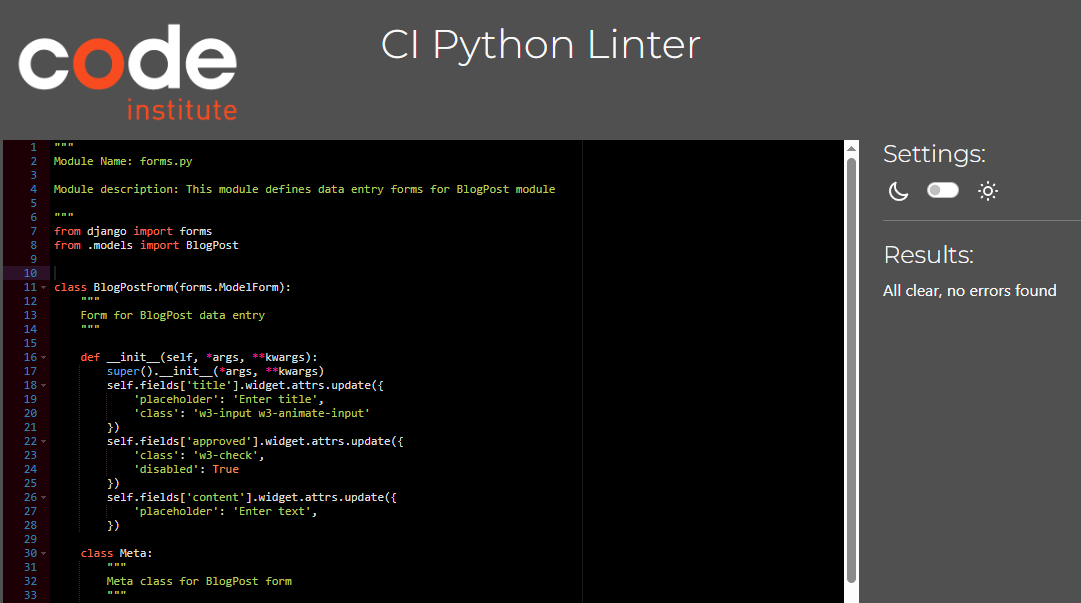 code
institute
CI Python Linter
1 """
2 Module Name: forms.py
3
4 Module description: This module defines data entry forms for BlogPost module
5
6 """
7 from django import forms
8 from .models import BlogPost
9
10
11 class BlogPostForm(forms.ModelForm):
12     """
13     Form for BlogPost data entry
14     """
15
16     def __init__(self, *args, **kwargs):
17         super().__init__(*args, **kwargs)
18         self.fields['title'].widget.attrs.update({
19             'placeholder': 'Enter title',
20             'class': 'w3-input w3-animate-input'
21         })
22         self.fields['approved'].widget.attrs.update({
23             'class': 'w3-check',
24             'disabled': True
25         })
26         self.fields['content'].widget.attrs.update({
27             'placeholder': 'Enter text',
28         })
29
30     class Meta:
31         """
32         Meta class for BlogPost form
33         """
Settings:
Results:
All clear, no errors found